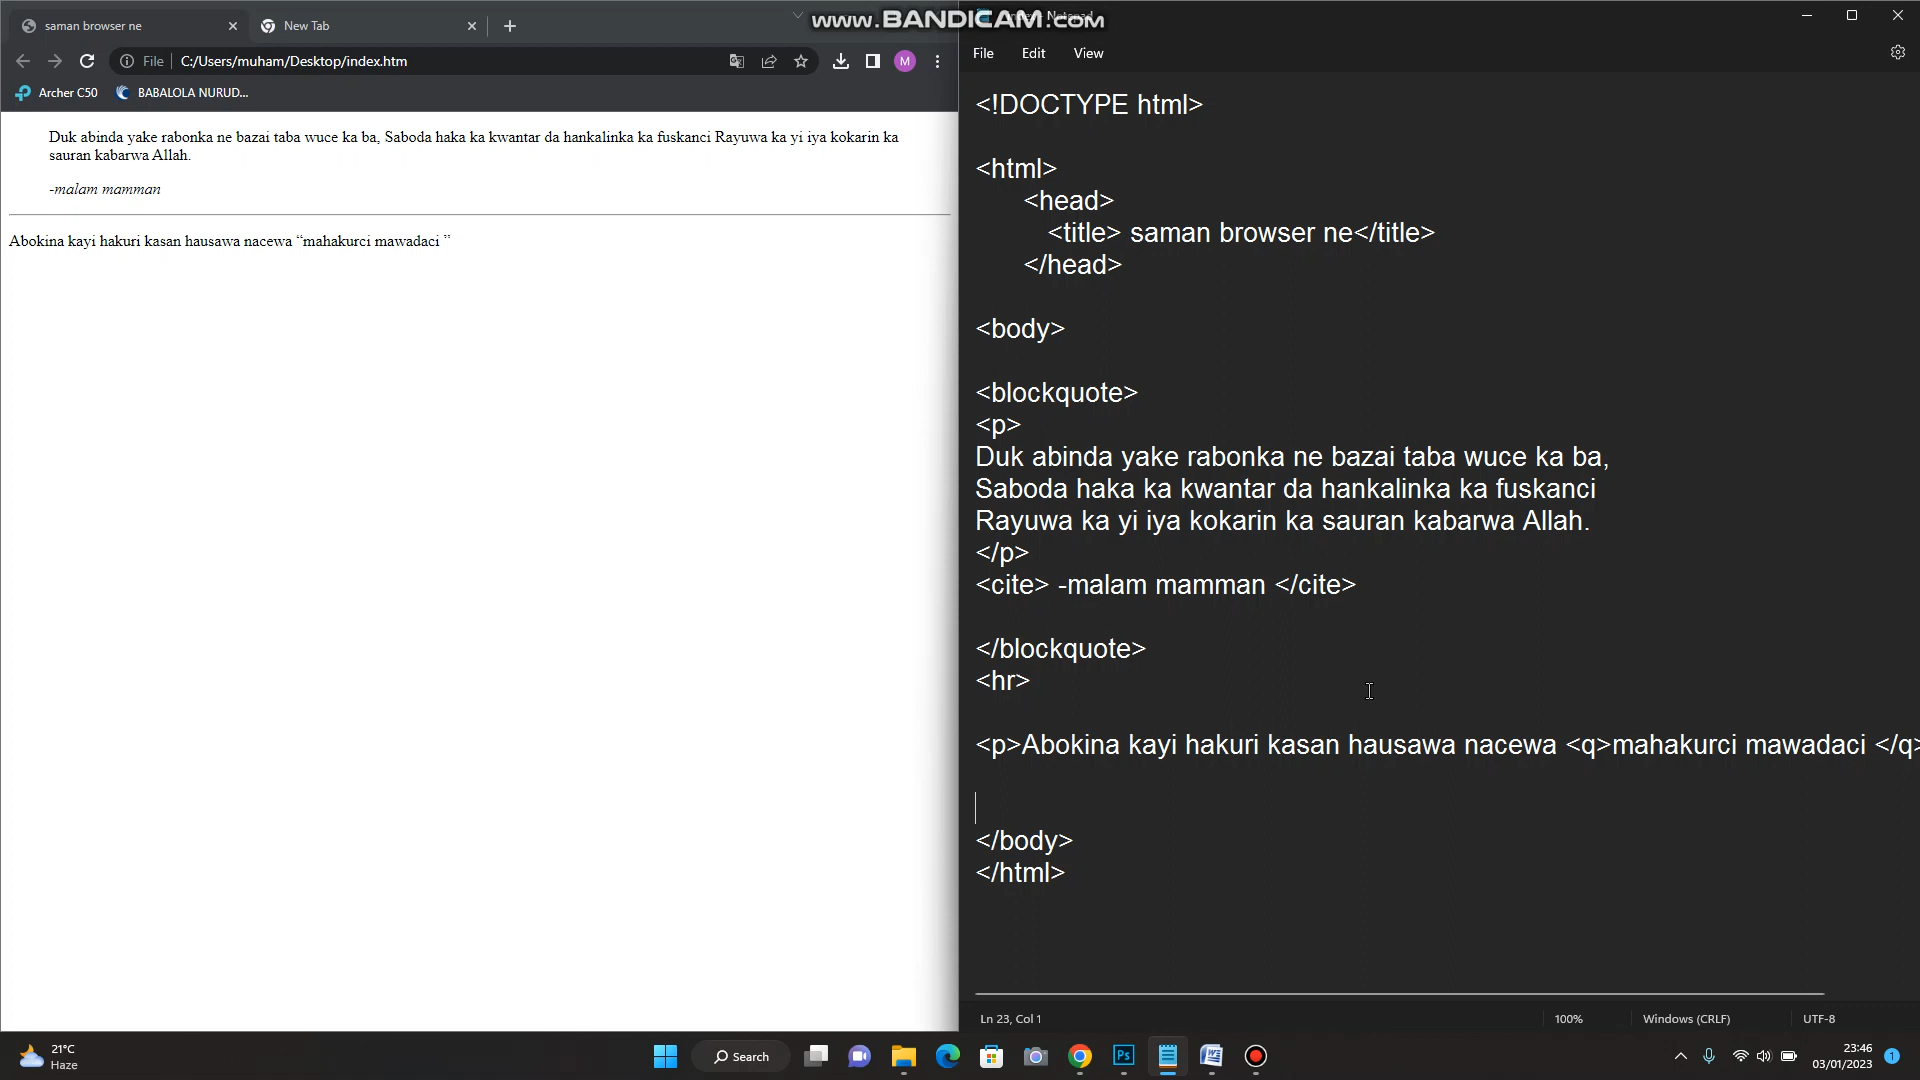 saman browser ne
New Tab
www.BANDICAM.com
File
C:/Users/muham/Desktop/index.htm
M
Archer C50
BABALOLA NURUD...
Duk abinda yake rabonka ne bazai taba wuce ka ba, Saboda haka ka kwantar da hankalinka ka fuskanci Rayuwa ka yi iya kokarin ka
sauran kabarwa Allah.
-malam mamman
Abokina kayi hakuri kasan hausawa nacewa “mahakurci mawadaci ”
File
Edit
View
<!DOCTYPE html>
<html>
<head>
<title> saman browser ne</title>
</head>
<body>
<blockquote>
<p>
Duk abinda yake rabonka ne bazai taba wuce ka ba,
Saboda haka ka kwantar da hankalinka ka fuskanci
Rayuwa ka yi iya kokarin ka sauran kabarwa Allah.
</p>
<cite> -malam mamman </cite>
</blockquote>
<hr>
<p>Abokina kayi hakuri kasan hausawa nacewa <q>mahakurci mawadaci </q>
</body>
</html>
Ln 23, Col 1
100%
Windows (CRLF)
UTF-8
21°C
Haze
Search
Ps
23:46
03/01/2023
1